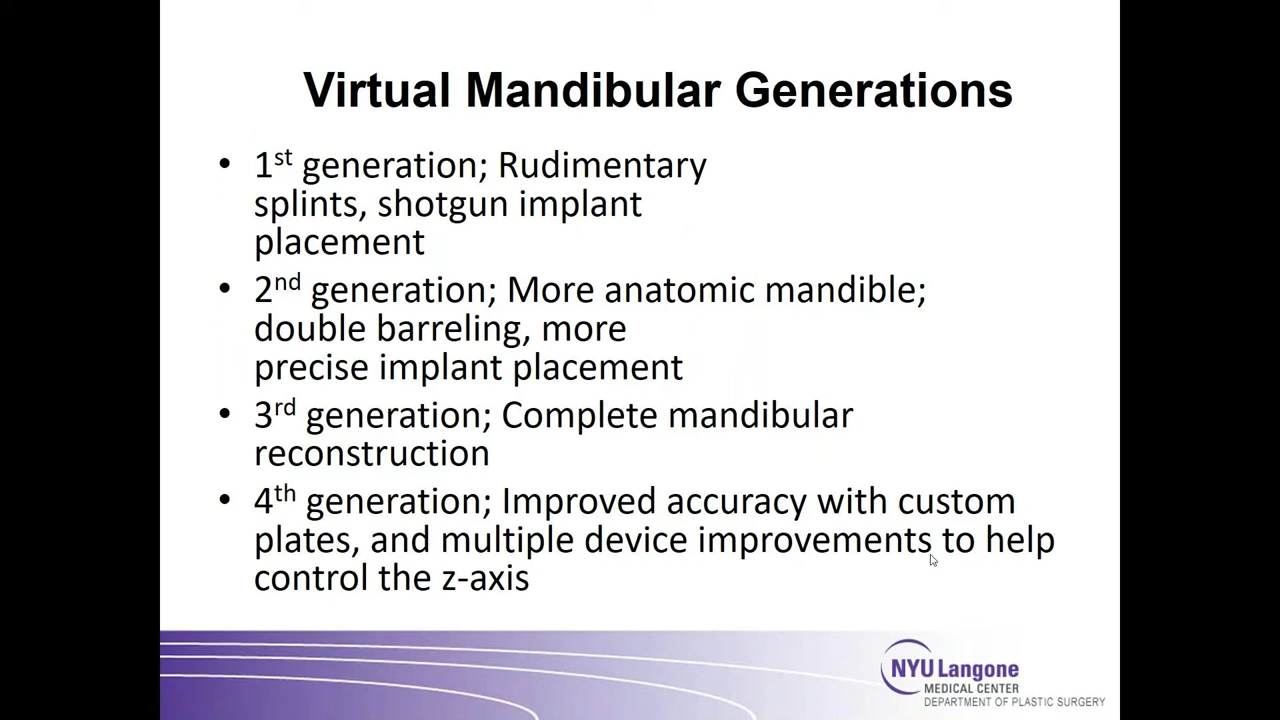 Virtual Mandibular Generations
• 1st generation; Rudimentary
splints, shotgun implant
placement
• 2nd generation; More anatomic mandible;
double barreling, more
precise implant placement
• 3rd generation; Complete mandibular
reconstruction
• 4th generation; Improved accuracy with custom
plates, and multiple device improvements to help
control the z-axis
NYU Langone
MEDICAL CENTER
DEPARTMENT OF PLASTIC SURGERY